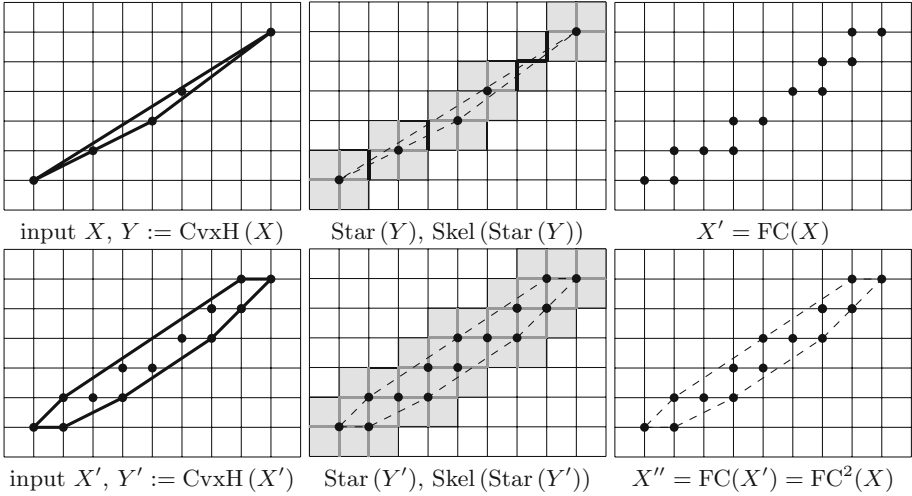 input X, Y := CvxH (X)
Star (Y), Skel (Star (Y))
X′ = FC(X)
input X′, Y′ := CvxH (X′)
Star (Y′), Skel (Star (Y′))
X″ = FC(X′) = FC²(X)